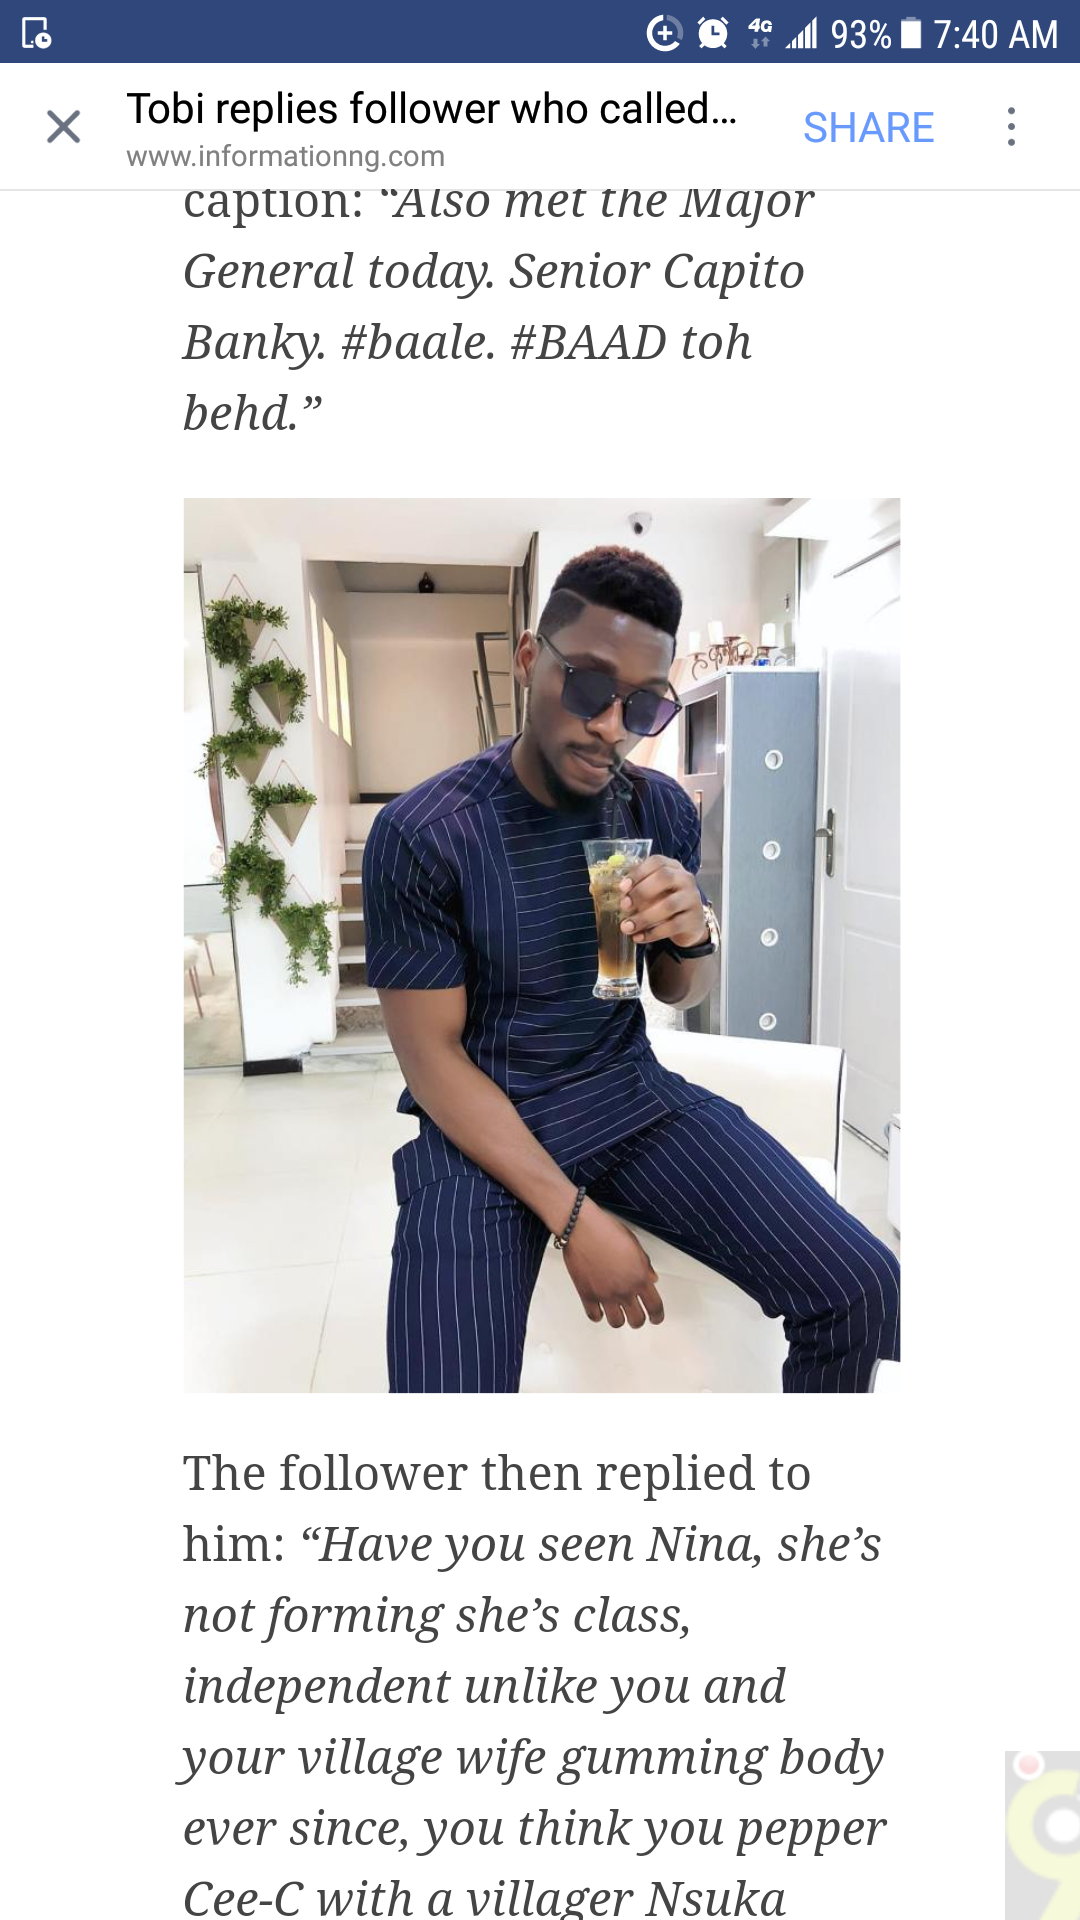 4G 93% 7:40 AM
Tobi replies follower who called...
www.informationng.com
SHARE
caption: “Also met the Major
General today. Senior Capito
Banky. #baale. #BAAD toh
behd.”
The follower then replied to
him: “Have you seen Nina, she’s
not forming she’s class,
independent unlike you and
your village wife gumming body
ever since, you think you pepper
Cee-C with a villager Nsuka